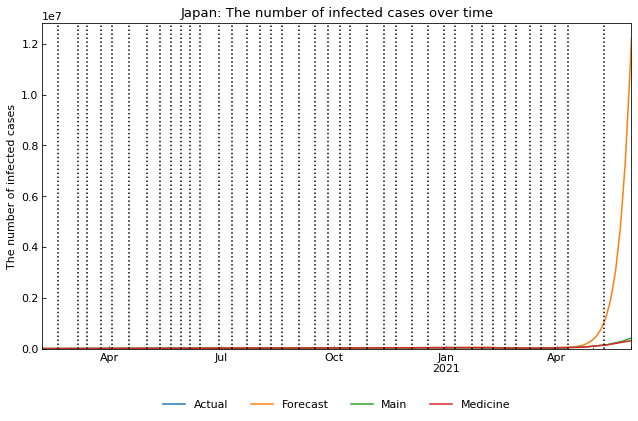 Japan: The number of infected cases over time
1e7
The number of infected cases
1.2
1.0
0.8
0.6
0.4
0.2
0.0
Apr Jul Oct Jan Apr
2021
Actual Forecast Main Medicine